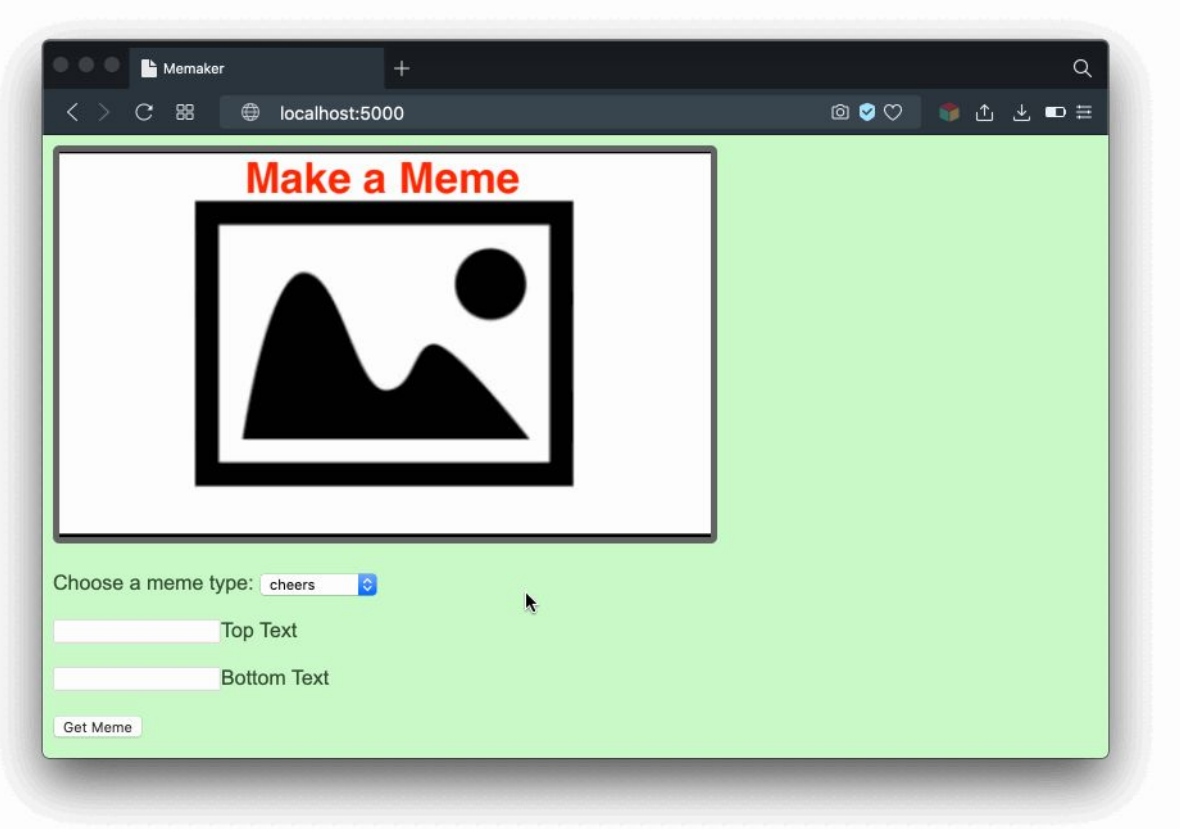 Memaker
localhost:5000
Make a Meme
Choose a meme type: cheers
Top Text
Bottom Text
Get Meme